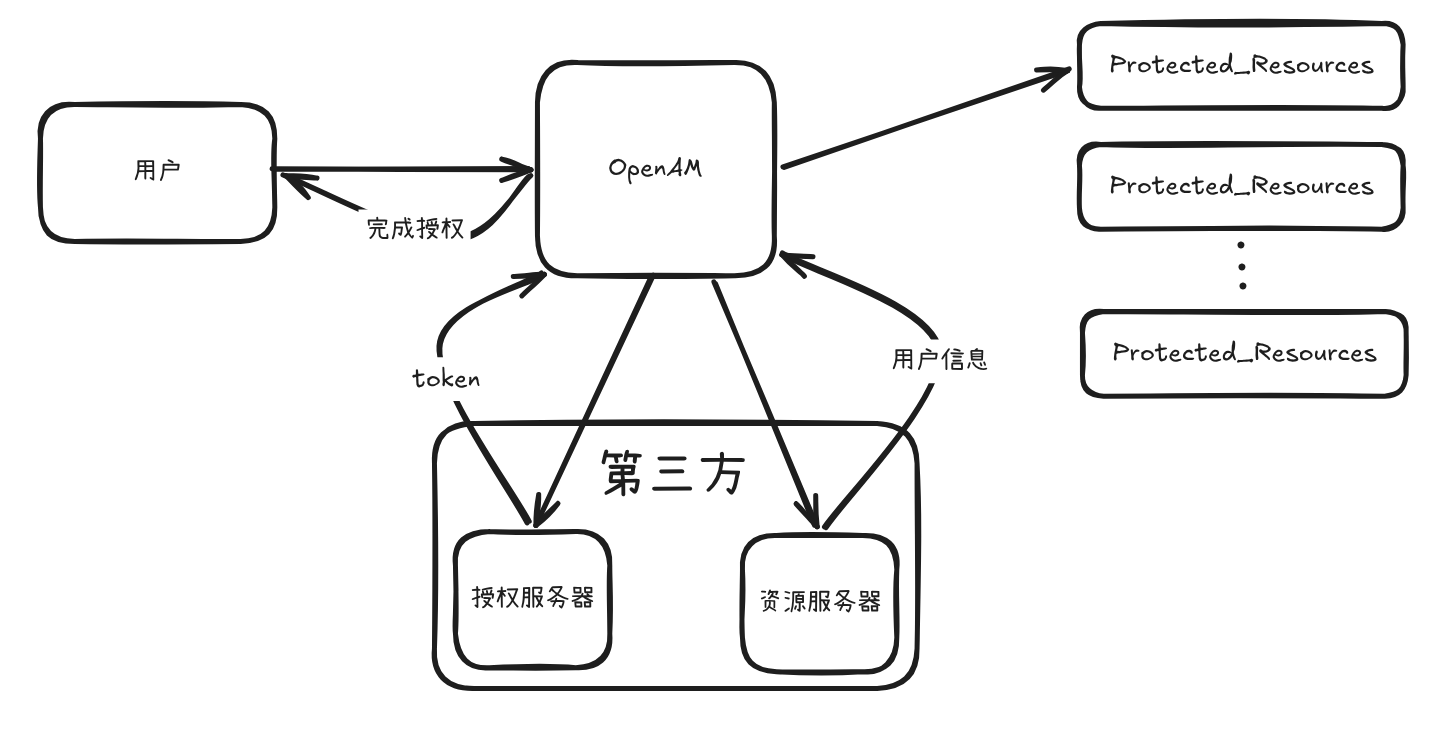 Protected_Resources
用户
OpenAM
Protected_Resources
完成授权
用户信息
Protected_Resources
token
第三方
授权服务器
资源服务器